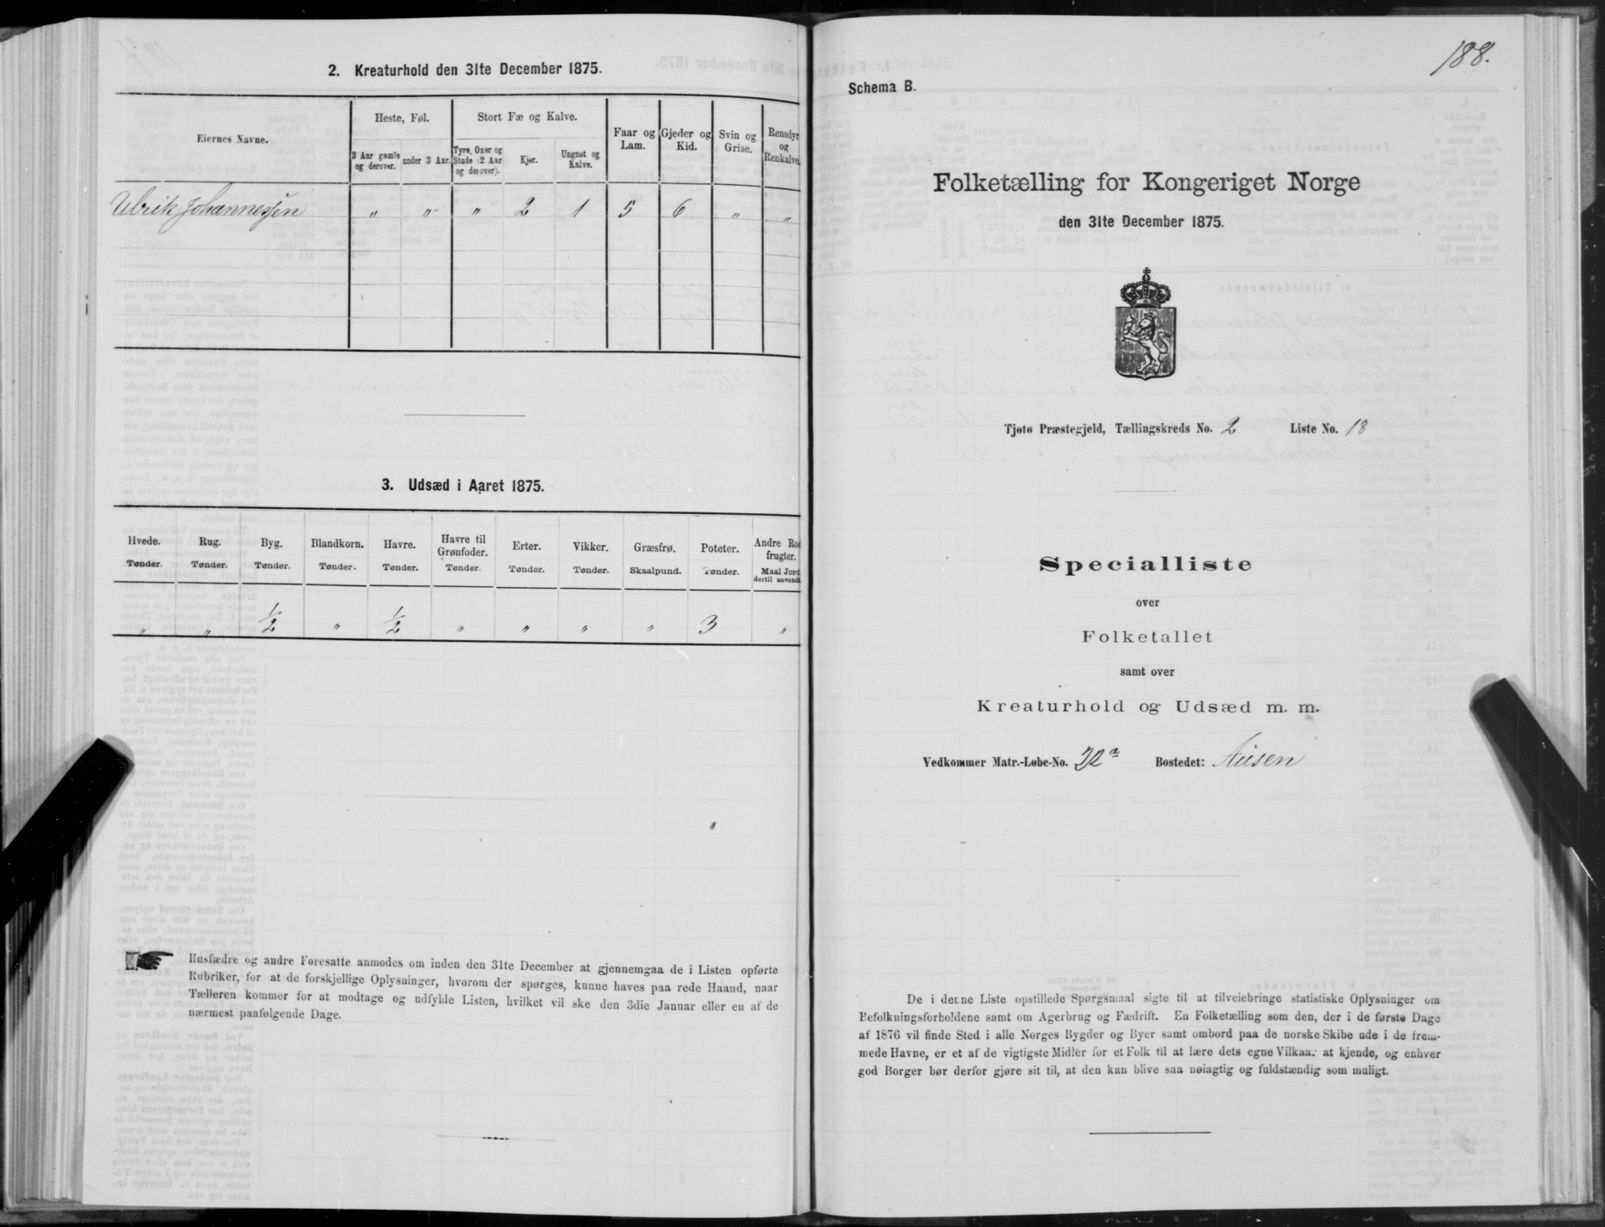 2. Kreaturhold den 31te December 1875.
Eiernes Navne. Heste, Føl. Stort Fæ og Kalve. Faar og Lam. Gjeder og Kid. Svin og Grise. Rensdyr og Renkalve.
3 Aar gamle og derover. under 3 Aar. Tyre, Oxer og Stude (2 Aar og derover). Kjør. Ungnøt og Kalve.
Ulrik Johannessen " " " 2 1 5 6 " "
3. Udsæd i Aaret 1875.
Hvede. Rug. Byg. Blandkorn. Havre. Havre til Grønfoder. Erter. Vikker. Græsfrø. Poteter. Andre Ro frugter.
Tønder. Tønder. Tønder. Tønder. Tønder. Tønder. Tønder. Tønder. Skaalpund. Tønder. Maal Jord dertil anvend
" " 1/2 " 1/2 " " " " 3 "
Husfædre og andre Foresatte anmodes om inden den 31te December at gjennemgaa de i Listen opførte
Rubriker, for at de forskjellige Oplysninger, hvorom der spørges, kunne haves paa rede Haand, naar
Tælleren kommer for at modtage og udfylde Listen, hvilket vil ske den 3die Januar eller en af de
nærmest paafølgende Dage.
188.
Schema B.
Folketælling for Kongeriget Norge
den 31te December 1875.
Tjøtø Præstegjeld, Tællingskreds No. 2 Liste No. 18
Specialliste
over
Folketallet
samt over
Kreaturhold og Udsæd m. m.
Vedkommer Matr.-Løbe-No. 22a Bostedet: Ausen
De i denne Liste opstillede Spørgsmaal sigte til at tilveiebringe statistiske Oplysninger om
Befolkningsforholdene samt om Agerbrug og Fædrift. En Folketælling som den, der i de første Dage
af 1876 vil finde Sted i alle Norges Bygder og Byer samt ombord paa de norske Skibe ude i de frem-
mede Havne, er et af de vigtigste Midler for et Folk til at lære dets egne Vilkaar at kjende, og enhver
god Borger bør derfor gjøre sit til, at den kan blive saa nøiagtig og fuldstændig som muligt.